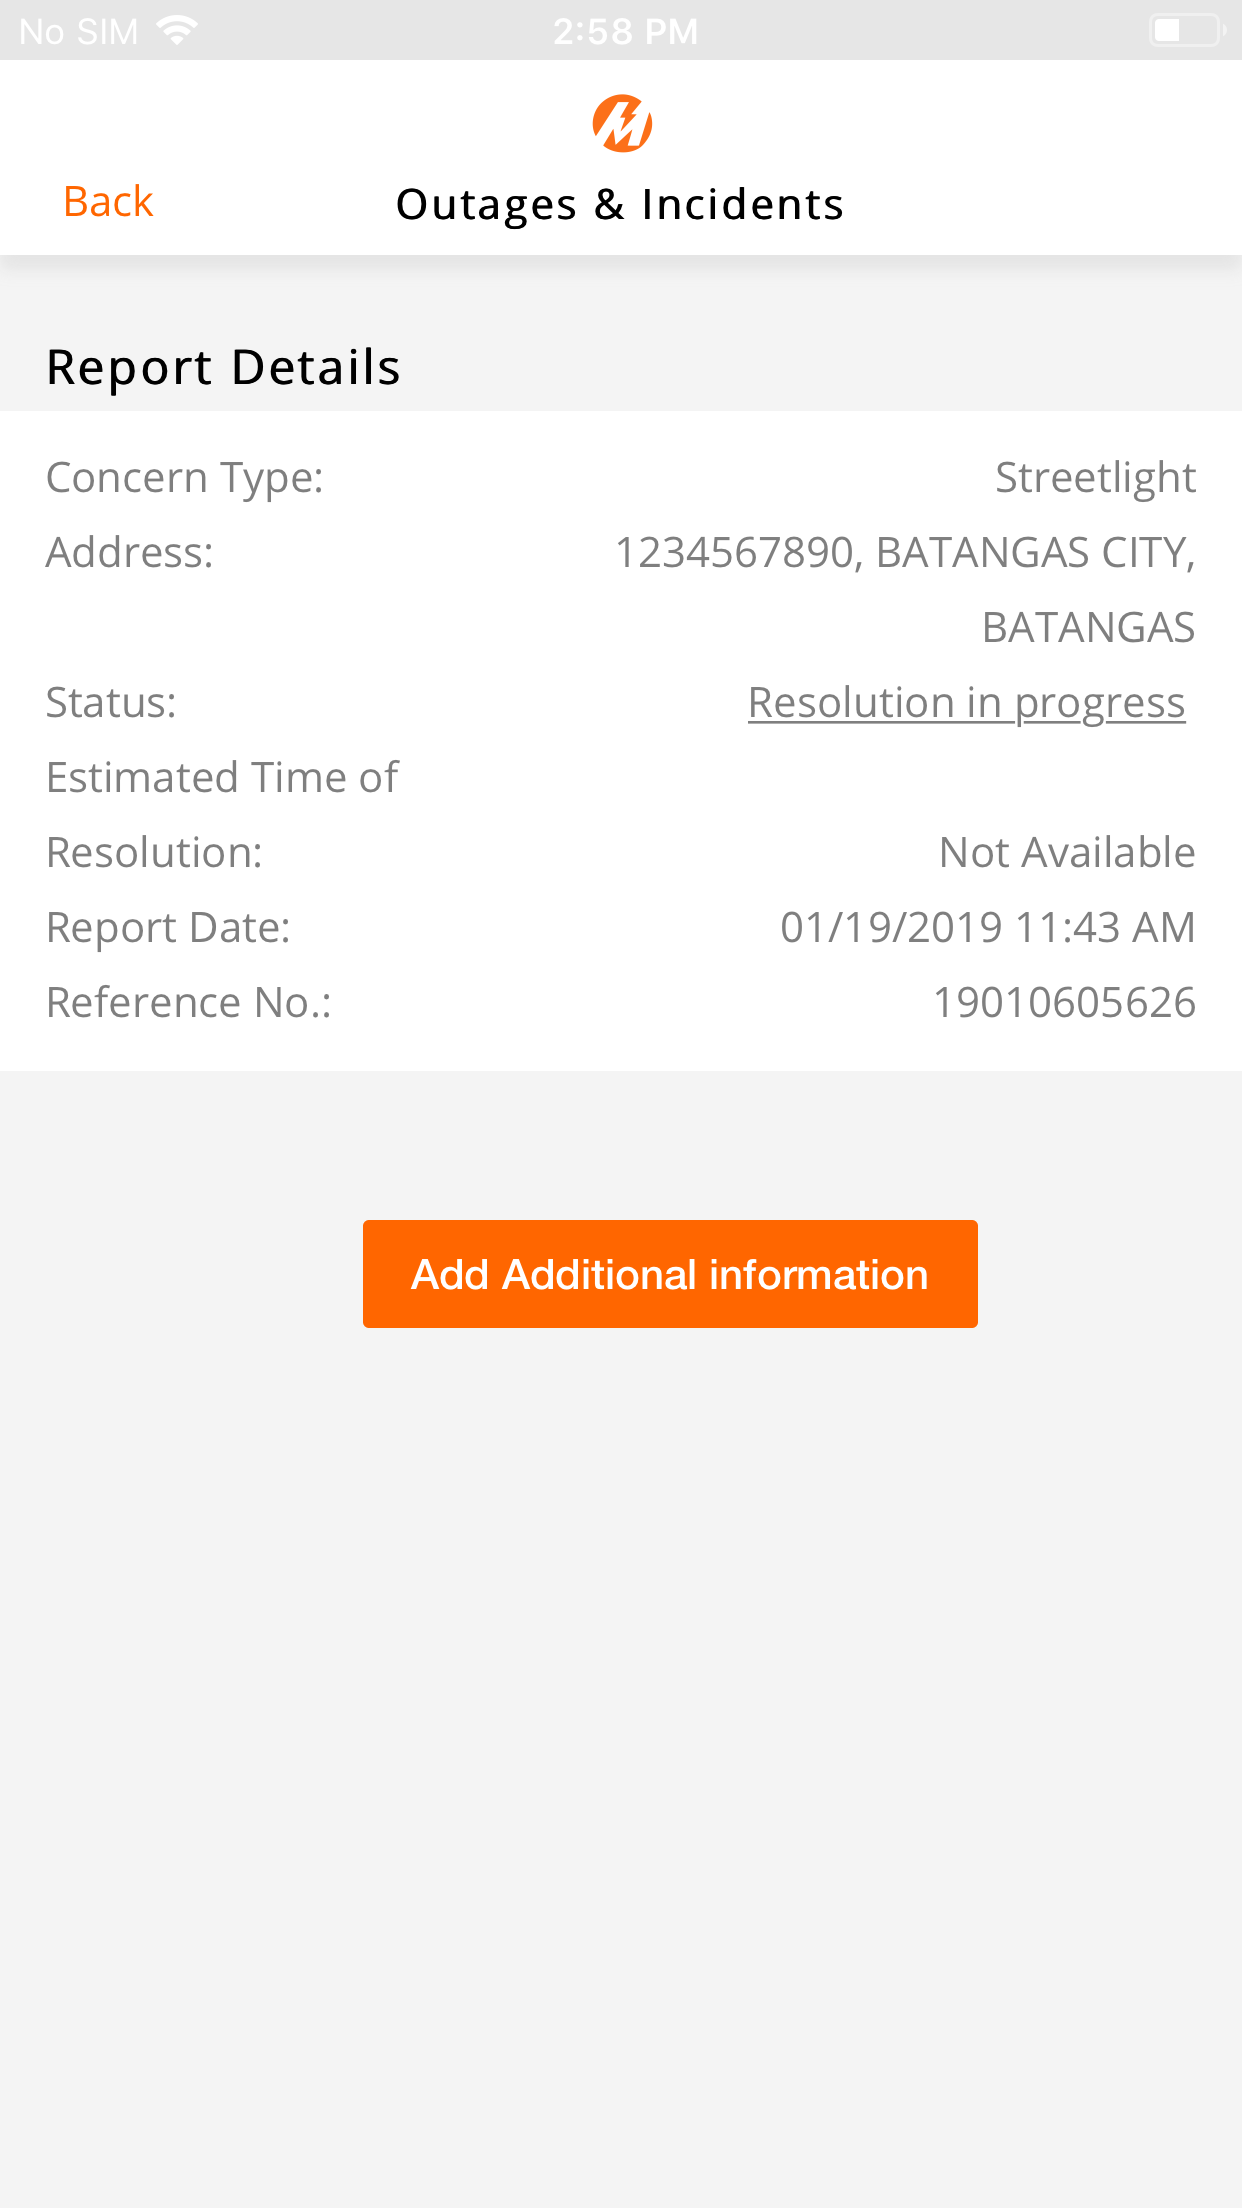 No SIM 2:58 PM
Back Outages & Incidents
Report Details
Concern Type: Streetlight
Address: 1234567890, BATANGAS CITY,
BATANGAS
Status: Resolution in progress
Estimated Time of
Resolution: Not Available
Report Date: 01/19/2019 11:43 AM
Reference No.: 19010605626
Add Additional information